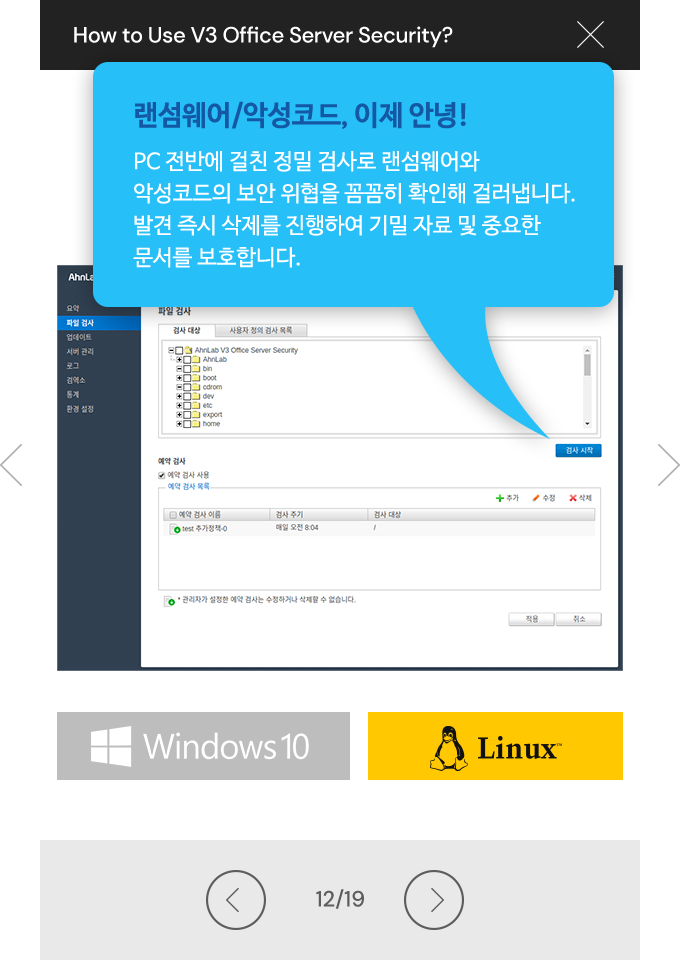 How to Use V3 Office Server Security?
랜섬웨어/악성코드, 이제 안녕!
PC 전반에 걸친 정밀 검사로 랜섬웨어와
악성코드의 보안 위협을 꼼꼼히 확인해 걸러냅니다.
발견 즉시 삭제를 진행하여 기밀 자료 및 중요한
문서를 보호합니다.
AhnLa
요약
파일 검사
업데이트
서버 관리
로그
검역소
통계
환경 설정
파일 검사
검사 대상 사용자 정의 검사 목록
AhnLab V3 Office Server Security
AhnLab
bin
boot
cdrom
dev
etc
export
home
검사 시작
예약 검사
예약 검사 사용
예약 검사 목록
추가 수정 삭제
예약 검사 이름 검사 주기 검사 대상
test 추가정책-0 매일 오전 8:04 /
* 관리자가 설정한 예약 검사는 수정하거나 삭제할 수 없습니다.
적용 취소
Windows 10 Linux™
12/19